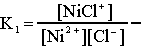 K₁ = [NiCl⁺] / [Ni²⁺][Cl⁻] −